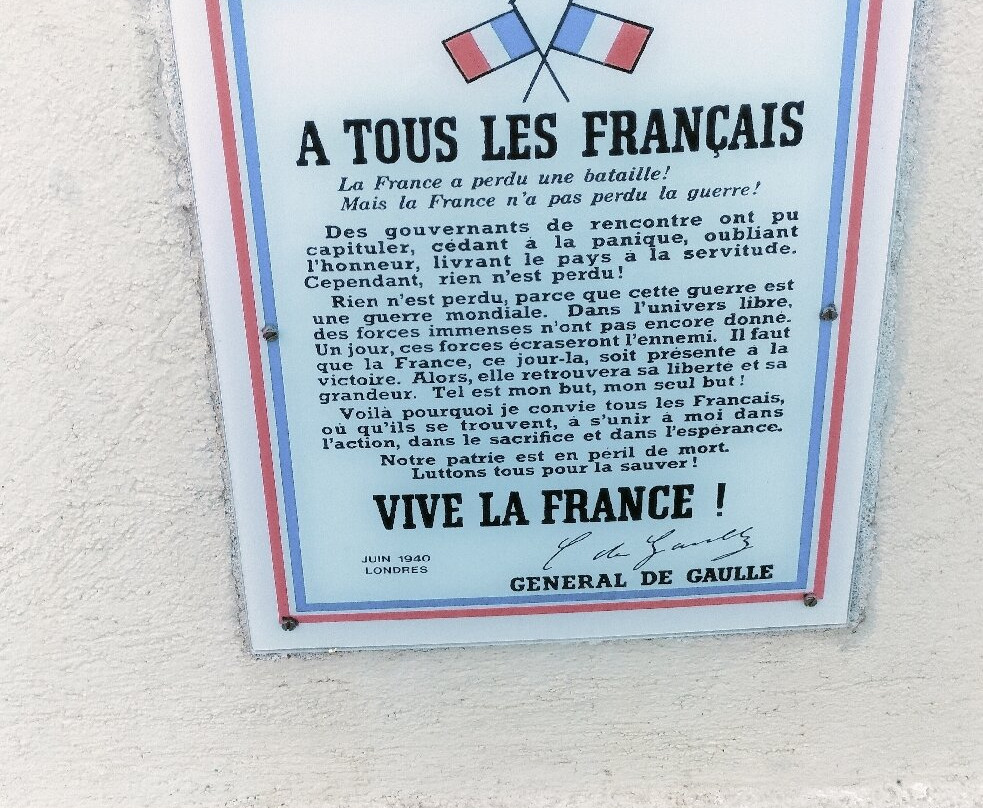 A TOUS LES FRANÇAIS
La France a perdu une bataille!
Mais la France n'a pas perdu la guerre!
Des gouvernants de rencontre ont pu
capituler, cédant à la panique, oubliant
l'honneur, livrant le pays à la servitude.
Cependant, rien n'est perdu!
Rien n'est perdu, parce que cette guerre est
une guerre mondiale. Dans l'univers libre,
des forces immenses n'ont pas encore donné.
Un jour, ces forces écraseront l'ennemi. Il faut
que la France, ce jour-la, soit présente à la
victoire. Alors, elle retrouvera sa liberte et sa
grandeur. Tel est mon but, mon seul but!
Voilà pourquoi je convie tous les Francais,
où qu'ils se trouvent, à s'unir à moi dans
l'action, dans le sacrifice et dans l'espérance.
Notre patrie est en peril de mort.
Luttons tous pour la sauver!
VIVE LA FRANCE !
C de Gaulle
JUIN 1940
LONDRES
GENERAL DE GAULLE